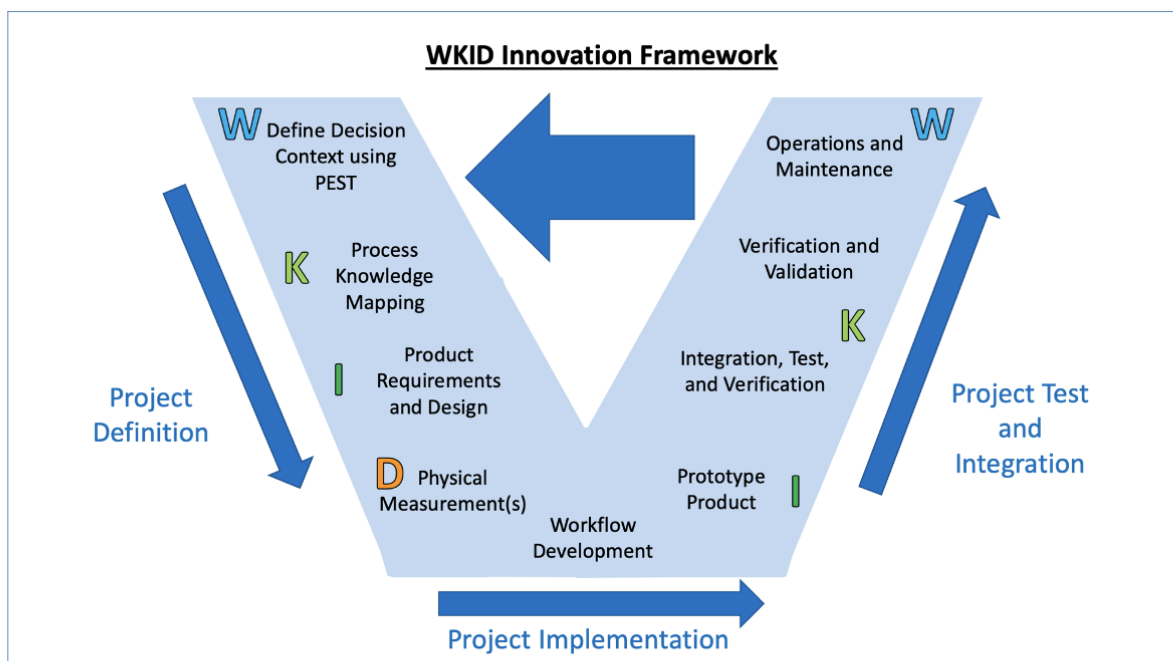 WKID Innovation Framework
W
Define Decision
Context using
PEST
K
Process
Knowledge
Mapping
I
Product
Requirements
and Design
D
Physical
Measurement(s)
Workflow
Development
Prototype
Product
I
Integration, Test,
and Verification
K
Verification and
Validation
Operations and
Maintenance
W
Project
Definition
Project Implementation
Project Test
and
Integration